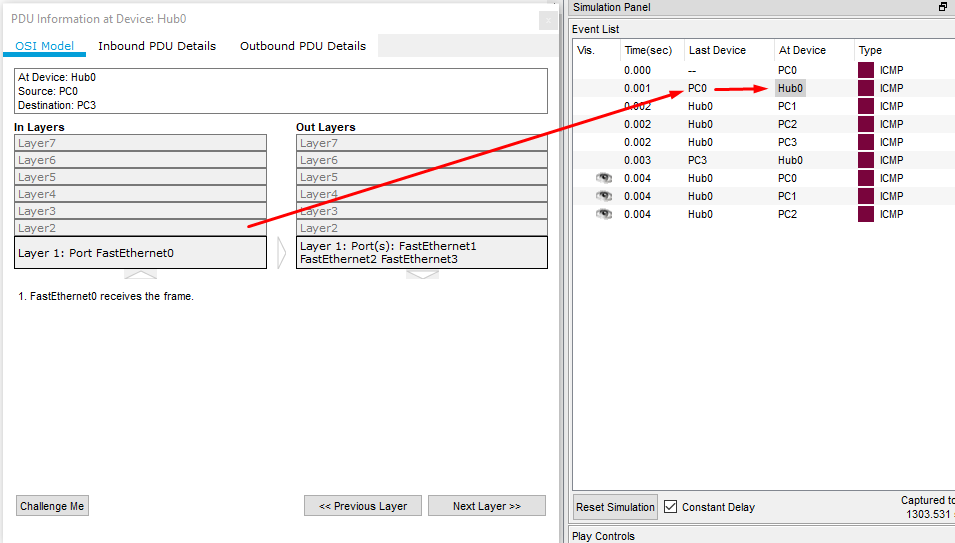 PDU Information at Device: Hub0
OSI Model Inbound PDU Details Outbound PDU Details
At Device: Hub0
Source: PC0
Destination: PC3
In Layers
Layer7
Layer6
Layer5
Layer4
Layer3
Layer2
Layer 1: Port FastEthernet0
Out Layers
Layer7
Layer6
Layer5
Layer4
Layer3
Layer2
Layer 1: Port(s): FastEthernet1
FastEthernet2 FastEthernet3
1. FastEthernet0 receives the frame.
Challenge Me << Previous Layer Next Layer >>
Simulation Panel
Event List
Vis. Time(sec) Last Device At Device Type
0.000 -- PC0 ICMP
0.001 PC0 Hub0 ICMP
0.002 Hub0 PC1 ICMP
0.002 Hub0 PC2 ICMP
0.002 Hub0 PC3 ICMP
0.003 PC3 Hub0 ICMP
0.004 Hub0 PC0 ICMP
0.004 Hub0 PC1 ICMP
0.004 Hub0 PC2 ICMP
Reset Simulation Constant Delay
Captured to
1303.531
Play Controls